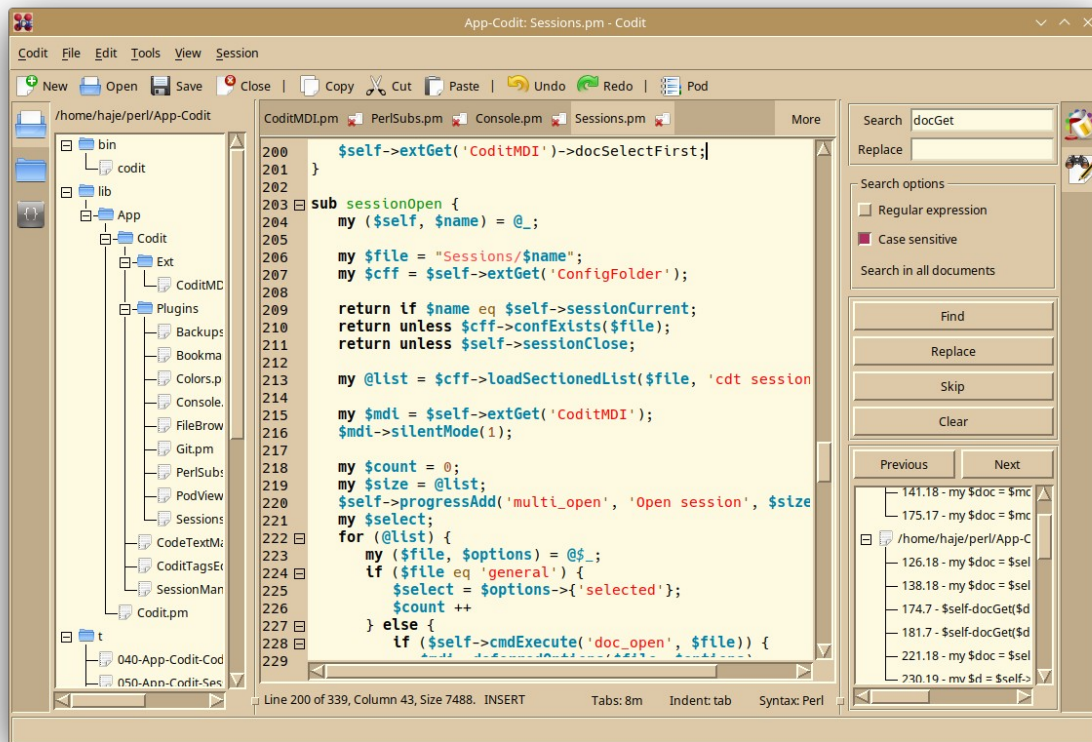 App-Codit: Sessions.pm - Codit
Codit File Edit Tools View Session
New Open Save Close | Copy Cut Paste | Undo Redo | Pod
/home/haje/perl/App-Codit
bin
codit
lib
App
Codit
Ext
CoditMD
Plugins
Backups
Bookma
Colors.p
Console.
FileBrow
Git.pm
PerlSubs
PodView
Sessions
CodeTextMa
CoditTagsEd
SessionMan
Codit.pm
t
040-App-Codit-Cod
050-App-Codit-Ses
CoditMDI.pm PerlSubs.pm Console.pm Sessions.pm More
200 $self->extGet('CoditMDI')->docSelectFirst;
201 }
202
203 sub sessionOpen {
204 my ($self, $name) = @_;
205
206 my $file = "Sessions/$name";
207 my $cff = $self->extGet('ConfigFolder');
208
209 return if $name eq $self->sessionCurrent;
210 return unless $cff->confExists($file);
211 return unless $self->sessionClose;
212
213 my @list = $cff->loadSectionedList($file, 'cdt session
214
215 my $mdi = $self->extGet('CoditMDI');
216 $mdi->silentMode(1);
217
218 my $count = 0;
219 my $size = @list;
220 $self->progressAdd('multi_open', 'Open session', $size
221 my $select;
222 for (@list) {
223 my ($file, $options) = @$_;
224 if ($file eq 'general') {
225 $select = $options->{'selected'};
226 $count ++
227 } else {
228 if ($self->cmdExecute('doc_open', $file)) {
229
Line 200 of 339, Column 43, Size 7488. INSERT Tabs: 8m Indent: tab Syntax: Perl
Search docGet
Replace
Search options
Regular expression
Case sensitive
Search in all documents
Find
Replace
Skip
Clear
Previous Next
141.18 - my $doc = $mc
175.17 - my $doc = $mc
/home/haje/perl/App-C
126.18 - my $doc = $sel
138.18 - my $doc = $sel
174.7 - $self-docGet($d
181.7 - $self-docGet($d
221.18 - my $doc = $sel
230.19 - my $d = $self->